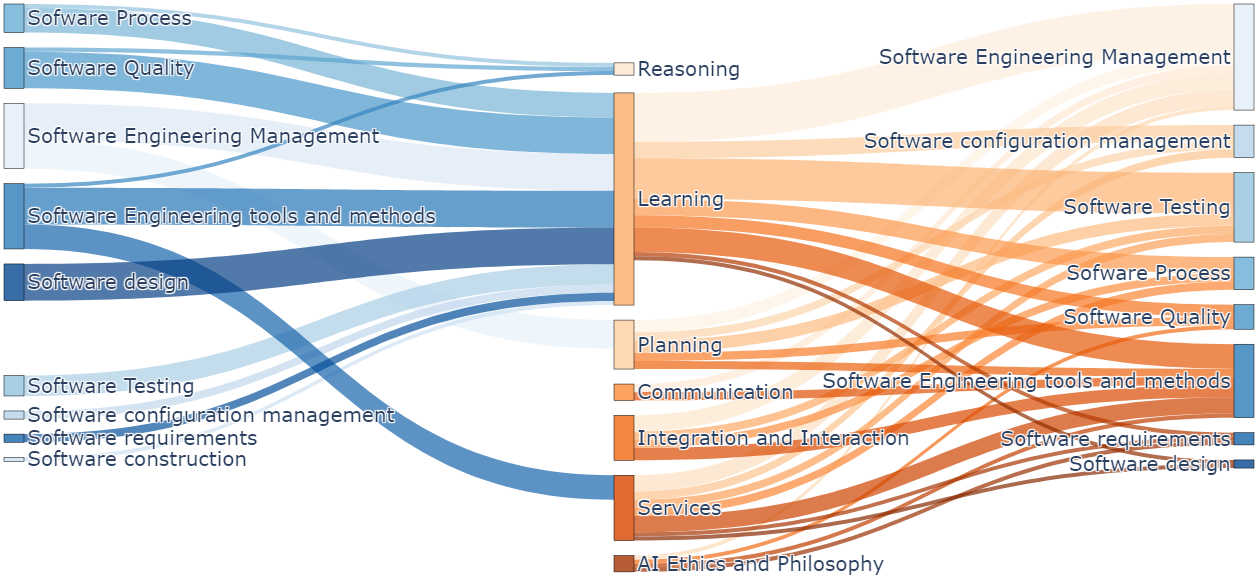 Sofware Process
Software Quality
Software Engineering Management
Software Engineering tools and methods
Software design
Software Testing
Software configuration management
Software requirements
Software construction
Reasoning
Learning
Planning
Communication
Integration and Interaction
Services
AI Ethics and Philosophy
Software Engineering Management
Software configuration management
Software Testing
Sofware Process
Software Quality
Software Engineering tools and methods
Software requirements
Software design